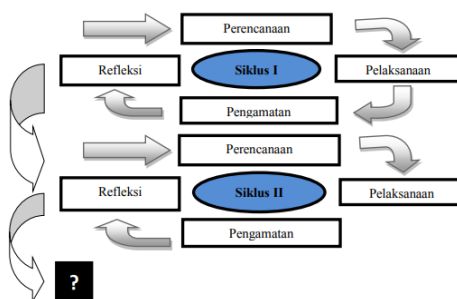 Perencanaan
Refleksi
Siklus I
Pelaksanaan
Pengamatan
Perencanaan
Refleksi
Siklus II
Pelaksanaan
Pengamatan
?